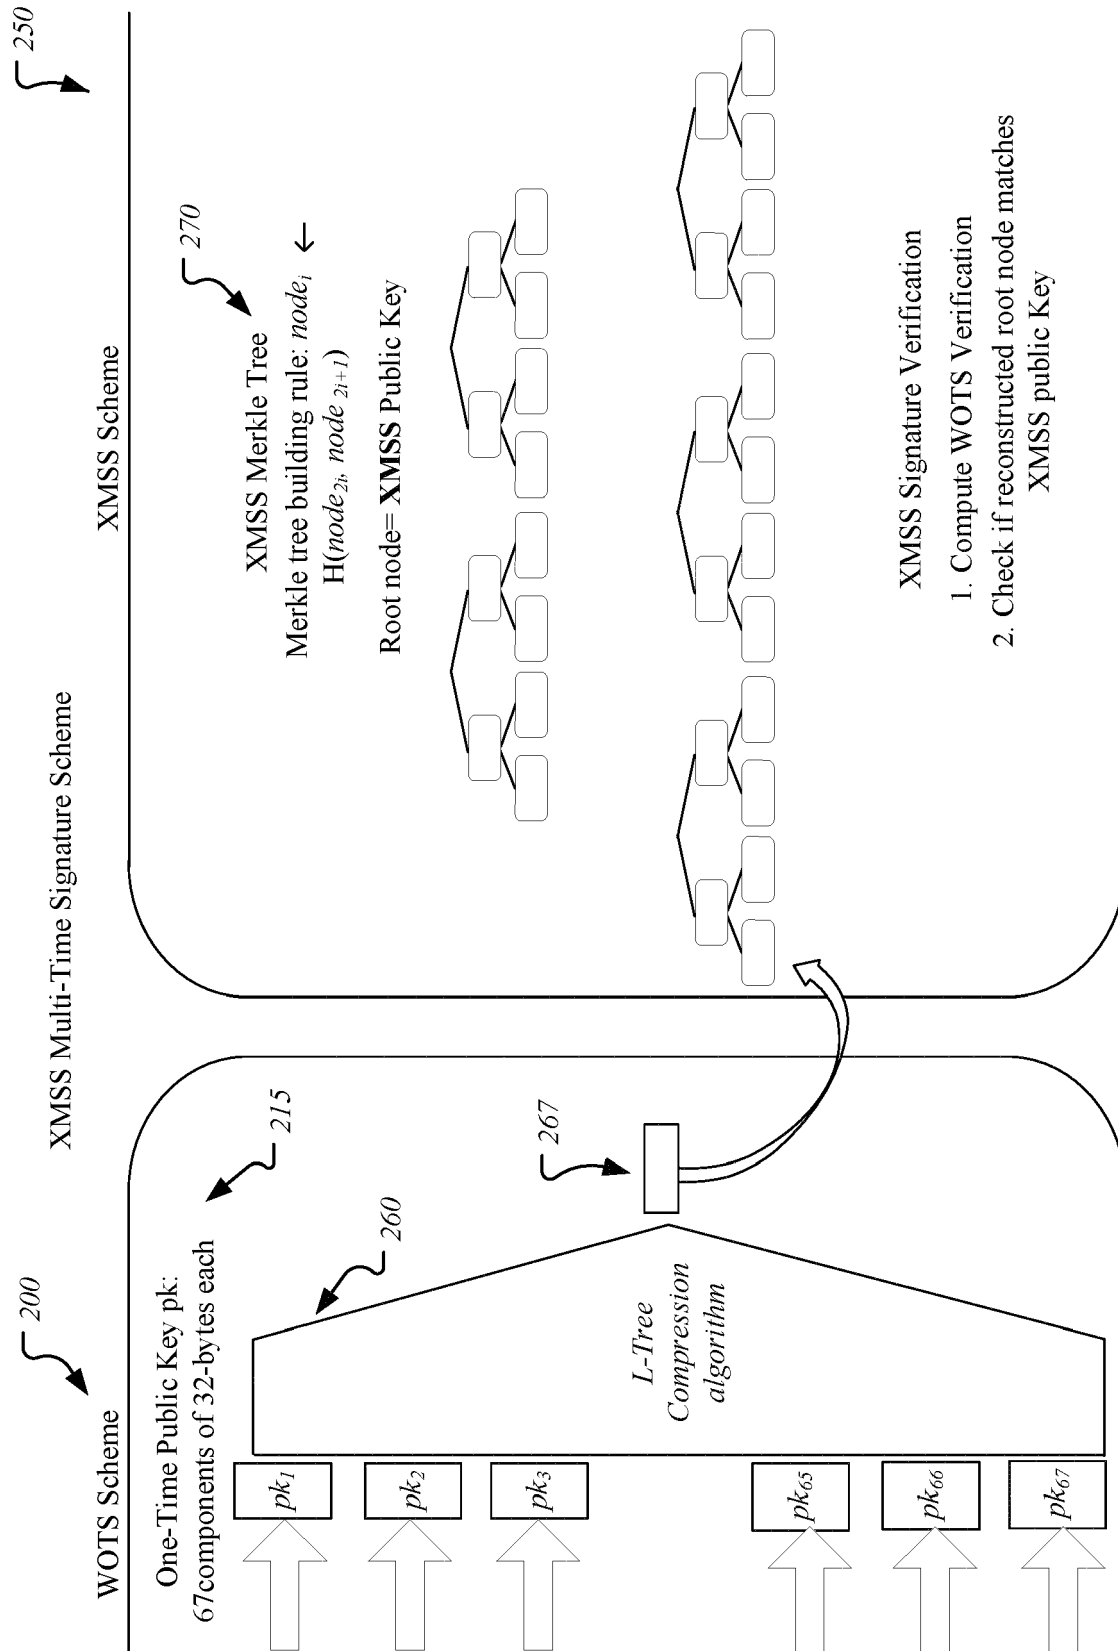 XMSS Multi-Time Signature Scheme
200
WOTS Scheme
One-Time Public Key pk:
67components of 32-bytes each
215
260
pk1
pk2
pk3
pk65
pk66
pk67
L-Tree
Compression
algorithm
267
250
XMSS Scheme
270
XMSS Merkle Tree
Merkle tree building rule: nodei ←
H(node2i, node 2i+1)
Root node= XMSS Public Key
XMSS Signature Verification
1. Compute WOTS Verification
2. Check if reconstructed root node matches
XMSS public Key